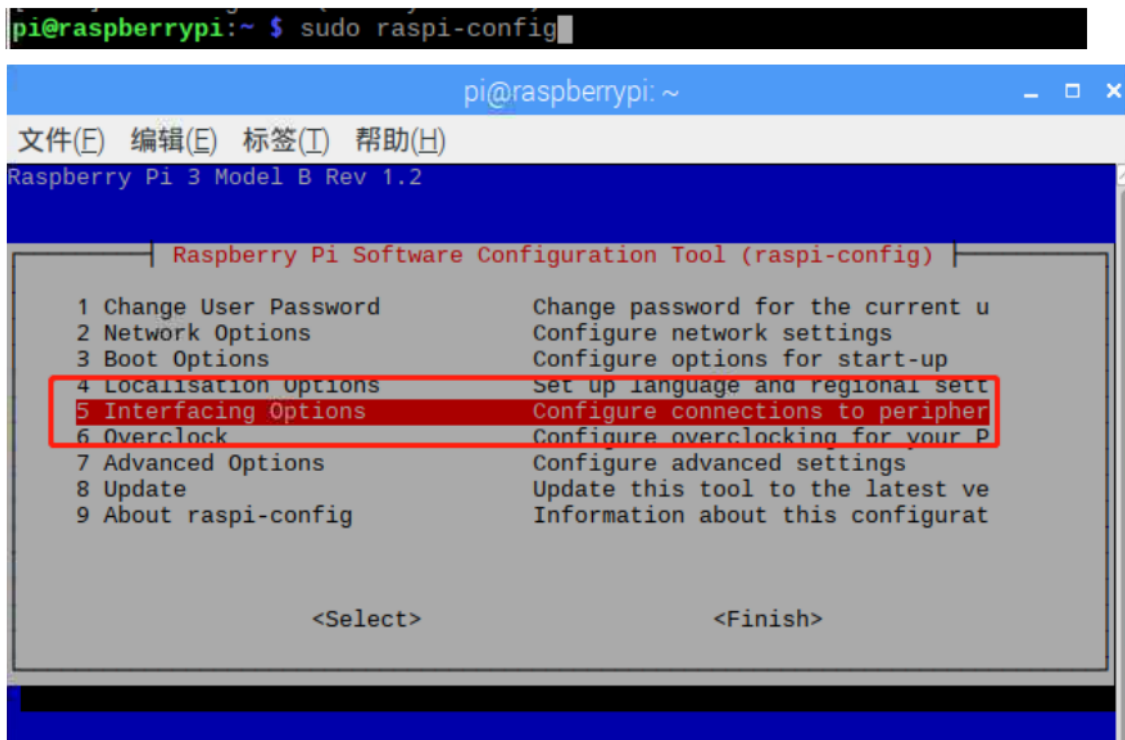 pi@raspberrypi:~ $ sudo raspi-config
pi@raspberrypi: ~
文件(F) 编辑(E) 标签(T) 帮助(H)
Raspberry Pi 3 Model B Rev 1.2
Raspberry Pi Software Configuration Tool (raspi-config)
1 Change User Password Change password for the current u
2 Network Options Configure network settings
3 Boot Options Configure options for start-up
4 Localisation Options Set up language and regional sett
5 Interfacing Options Configure connections to peripher
6 Overclock Configure overclocking for your P
7 Advanced Options Configure advanced settings
8 Update Update this tool to the latest ve
9 About raspi-config Information about this configurat
<Select> <Finish>